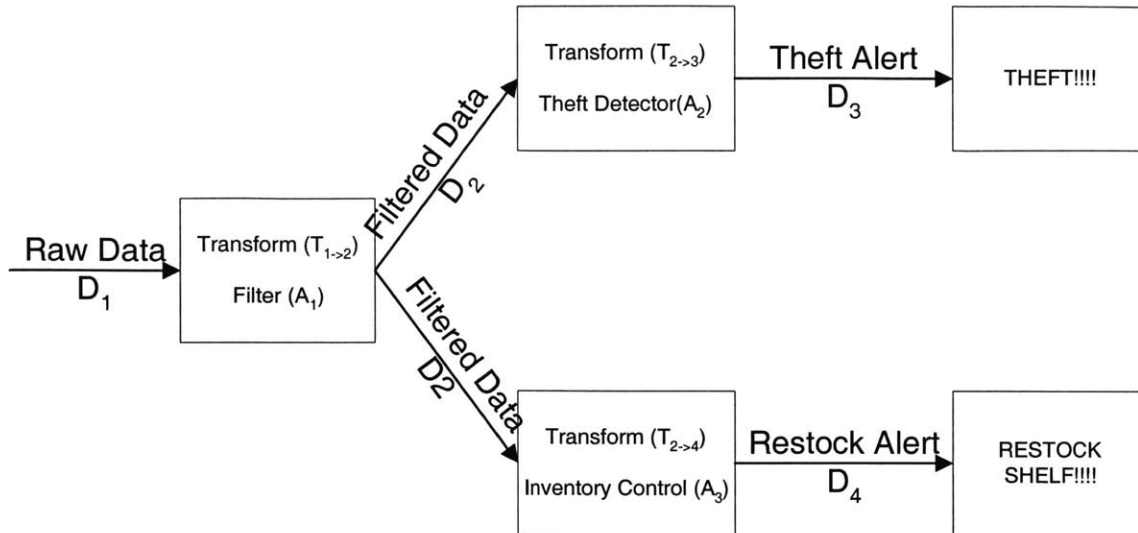 Raw Data
D₁
Transform (T₁->₂)
Filter (A₁)
Filtered Data
D₂
Transform (T₂->₃)
Theft Detector(A₂)
Theft Alert
D₃
THEFT!!!!
Filtered Data
D2
Transform (T₂->₄)
Inventory Control (A₃)
Restock Alert
D₄
RESTOCK
SHELF!!!!